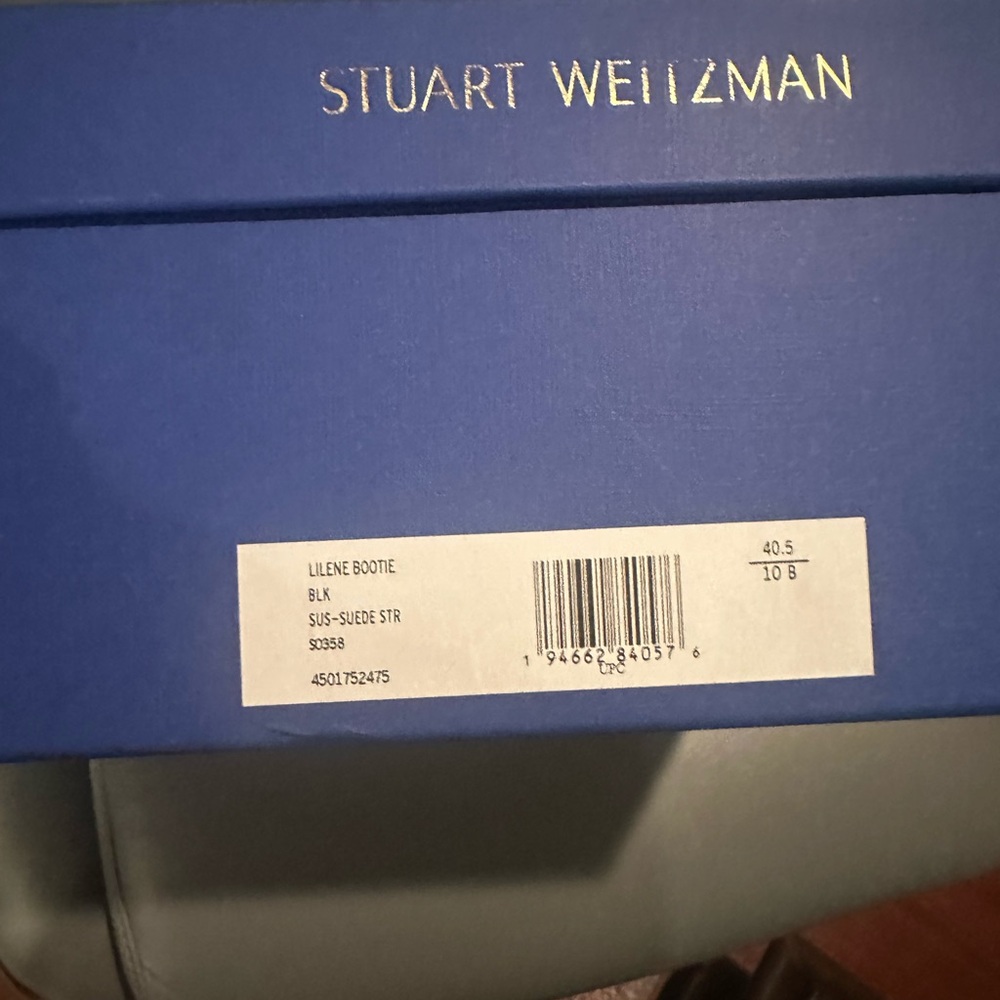 STUART WEITZMAN
LILENE BOOTIE
BLK
SUS-SUEDE STR
S0358
4501752475
1 94662 84057 6
UPC
40.5
10 B